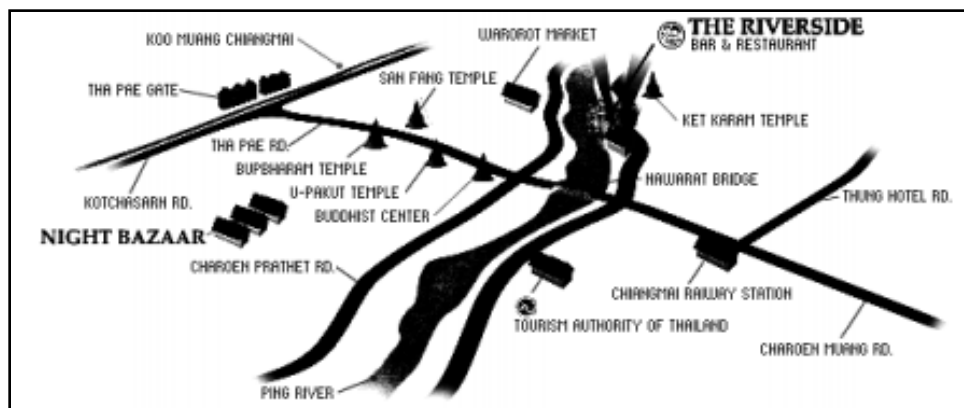 THE RIVERSIDE
BAR & RESTAURANT
KOO MUANG CHIANGMAI
WAROROT MARKET
SAN FANG TEMPLE
THA PAE GATE
KET KARAM TEMPLE
THA PAE RD.
BUPBHARAM TEMPLE
U-PAKUT TEMPLE
NAWARAT BRIDGE
KOTCHASARN RD.
BUDDHIST CENTER
THUNG HOTEL RD.
NIGHT BAZAAR
CHAROEN PRATHET RD.
CHIANGMAI RAILWAY STATION
TOURISM AUTHORITY OF THAILAND
CHAROEN MUANG RD.
PING RIVER